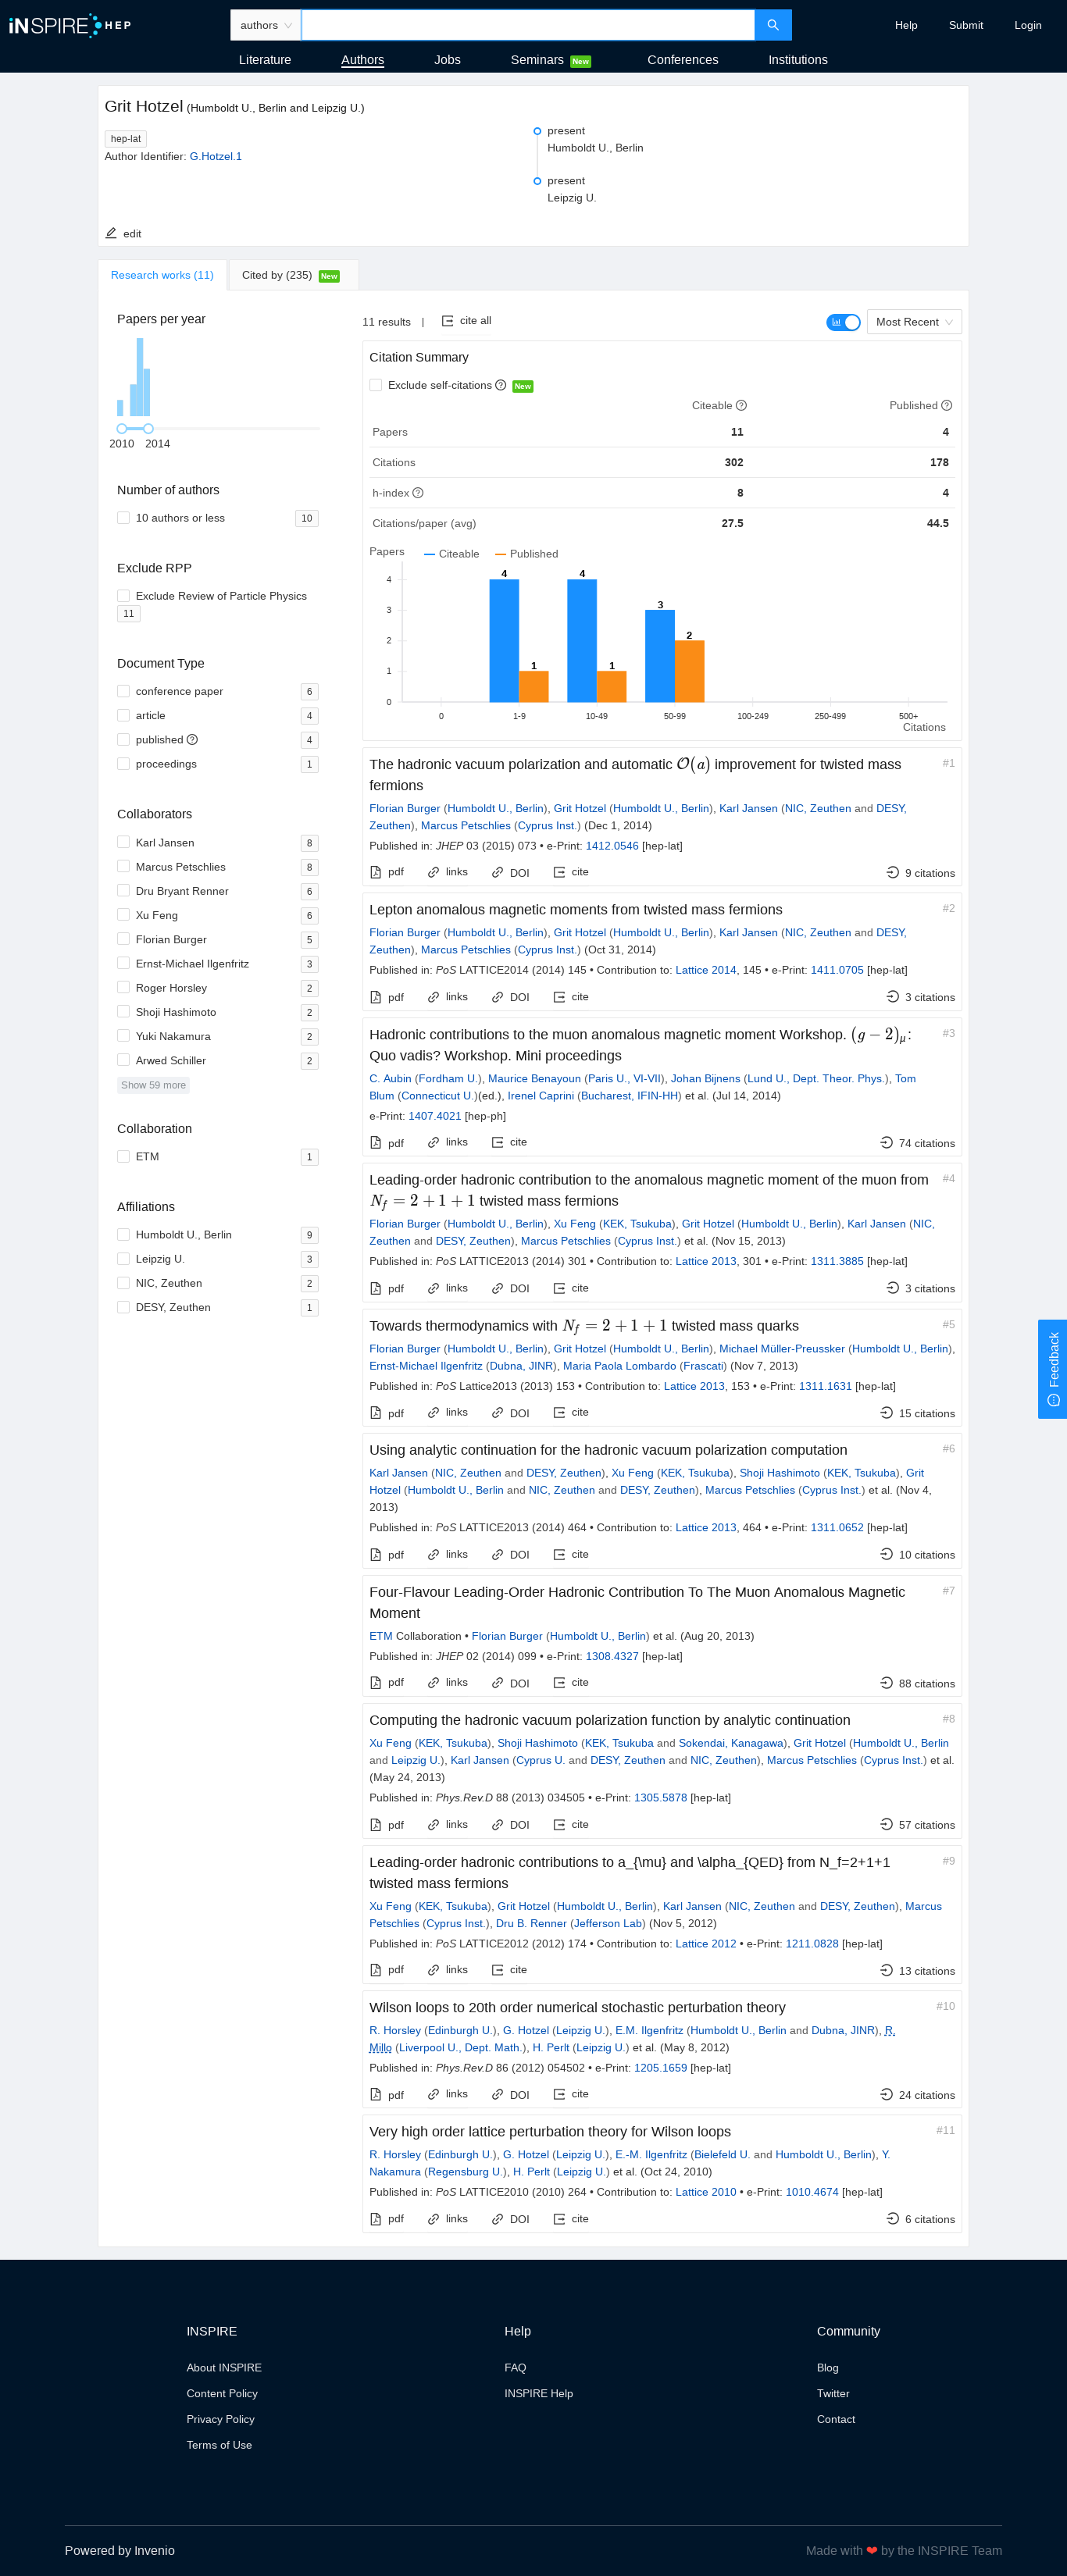 iNSPIRE HEP
authors
Help Submit Login
Literature Authors Jobs Seminars New Conferences Institutions
Grit Hotzel (Humboldt U., Berlin and Leipzig U.)
hep-lat
Author Identifier: G.Hotzel.1
present
Humboldt U., Berlin
present
Leipzig U.
edit
Research works (11) Cited by (235) New
Papers per year
2010 2014
Number of authors
10 authors or less 10
Exclude RPP
Exclude Review of Particle Physics
11
Document Type
conference paper 6
article 4
published 4
proceedings 1
Collaborators
Karl Jansen 8
Marcus Petschlies 8
Dru Bryant Renner 6
Xu Feng 6
Florian Burger 5
Ernst-Michael Ilgenfritz 3
Roger Horsley 2
Shoji Hashimoto 2
Yuki Nakamura 2
Arwed Schiller 2
Show 59 more
Collaboration
ETM 1
Affiliations
Humboldt U., Berlin 9
Leipzig U. 3
NIC, Zeuthen 2
DESY, Zeuthen 1
11 results | cite all
Most Recent
Citation Summary
Exclude self-citations New
Citeable Published
Papers 11 4
Citations 302 178
h-index 8 4
Citations/paper (avg) 27.5 44.5
Papers Citeable Published
4
3
2
1
0
4 1 4 1 3 2
0 1-9 10-49 50-99 100-249 250-499 500+
Citations
The hadronic vacuum polarization and automatic 𝒪(a) improvement for twisted mass #1
fermions
Florian Burger (Humboldt U., Berlin), Grit Hotzel (Humboldt U., Berlin), Karl Jansen (NIC, Zeuthen and DESY,
Zeuthen), Marcus Petschlies (Cyprus Inst.) (Dec 1, 2014)
Published in: JHEP 03 (2015) 073 • e-Print: 1412.0546 [hep-lat]
pdf links DOI cite 9 citations
Lepton anomalous magnetic moments from twisted mass fermions #2
Florian Burger (Humboldt U., Berlin), Grit Hotzel (Humboldt U., Berlin), Karl Jansen (NIC, Zeuthen and DESY,
Zeuthen), Marcus Petschlies (Cyprus Inst.) (Oct 31, 2014)
Published in: PoS LATTICE2014 (2014) 145 • Contribution to: Lattice 2014, 145 • e-Print: 1411.0705 [hep-lat]
pdf links DOI cite 3 citations
Hadronic contributions to the muon anomalous magnetic moment Workshop. (g − 2)μ: #3
Quo vadis? Workshop. Mini proceedings
C. Aubin (Fordham U.), Maurice Benayoun (Paris U., VI-VII), Johan Bijnens (Lund U., Dept. Theor. Phys.), Tom
Blum (Connecticut U.)(ed.), Irenel Caprini (Bucharest, IFIN-HH) et al. (Jul 14, 2014)
e-Print: 1407.4021 [hep-ph]
pdf links cite 74 citations
Leading-order hadronic contribution to the anomalous magnetic moment of the muon from #4
Nf = 2 + 1 + 1 twisted mass fermions
Florian Burger (Humboldt U., Berlin), Xu Feng (KEK, Tsukuba), Grit Hotzel (Humboldt U., Berlin), Karl Jansen (NIC,
Zeuthen and DESY, Zeuthen), Marcus Petschlies (Cyprus Inst.) et al. (Nov 15, 2013)
Published in: PoS LATTICE2013 (2014) 301 • Contribution to: Lattice 2013, 301 • e-Print: 1311.3885 [hep-lat]
pdf links DOI cite 3 citations
Towards thermodynamics with Nf = 2 + 1 + 1 twisted mass quarks #5
Florian Burger (Humboldt U., Berlin), Grit Hotzel (Humboldt U., Berlin), Michael Müller-Preussker (Humboldt U., Berlin),
Ernst-Michael Ilgenfritz (Dubna, JINR), Maria Paola Lombardo (Frascati) (Nov 7, 2013)
Published in: PoS Lattice2013 (2013) 153 • Contribution to: Lattice 2013, 153 • e-Print: 1311.1631 [hep-lat]
pdf links DOI cite 15 citations
Using analytic continuation for the hadronic vacuum polarization computation #6
Karl Jansen (NIC, Zeuthen and DESY, Zeuthen), Xu Feng (KEK, Tsukuba), Shoji Hashimoto (KEK, Tsukuba), Grit
Hotzel (Humboldt U., Berlin and NIC, Zeuthen and DESY, Zeuthen), Marcus Petschlies (Cyprus Inst.) et al. (Nov 4,
2013)
Published in: PoS LATTICE2013 (2014) 464 • Contribution to: Lattice 2013, 464 • e-Print: 1311.0652 [hep-lat]
pdf links DOI cite 10 citations
Four-Flavour Leading-Order Hadronic Contribution To The Muon Anomalous Magnetic #7
Moment
ETM Collaboration • Florian Burger (Humboldt U., Berlin) et al. (Aug 20, 2013)
Published in: JHEP 02 (2014) 099 • e-Print: 1308.4327 [hep-lat]
pdf links DOI cite 88 citations
Computing the hadronic vacuum polarization function by analytic continuation #8
Xu Feng (KEK, Tsukuba), Shoji Hashimoto (KEK, Tsukuba and Sokendai, Kanagawa), Grit Hotzel (Humboldt U., Berlin
and Leipzig U.), Karl Jansen (Cyprus U. and DESY, Zeuthen and NIC, Zeuthen), Marcus Petschlies (Cyprus Inst.) et al.
(May 24, 2013)
Published in: Phys.Rev.D 88 (2013) 034505 • e-Print: 1305.5878 [hep-lat]
pdf links DOI cite 57 citations
Leading-order hadronic contributions to a_{\mu} and \alpha_{QED} from N_f=2+1+1 #9
twisted mass fermions
Xu Feng (KEK, Tsukuba), Grit Hotzel (Humboldt U., Berlin), Karl Jansen (NIC, Zeuthen and DESY, Zeuthen), Marcus
Petschlies (Cyprus Inst.), Dru B. Renner (Jefferson Lab) (Nov 5, 2012)
Published in: PoS LATTICE2012 (2012) 174 • Contribution to: Lattice 2012 • e-Print: 1211.0828 [hep-lat]
pdf links cite 13 citations
Wilson loops to 20th order numerical stochastic perturbation theory #10
R. Horsley (Edinburgh U.), G. Hotzel (Leipzig U.), E.M. Ilgenfritz (Humboldt U., Berlin and Dubna, JINR), R.
Millo (Liverpool U., Dept. Math.), H. Perlt (Leipzig U.) et al. (May 8, 2012)
Published in: Phys.Rev.D 86 (2012) 054502 • e-Print: 1205.1659 [hep-lat]
pdf links DOI cite 24 citations
Very high order lattice perturbation theory for Wilson loops #11
R. Horsley (Edinburgh U.), G. Hotzel (Leipzig U.), E.-M. Ilgenfritz (Bielefeld U. and Humboldt U., Berlin), Y.
Nakamura (Regensburg U.), H. Perlt (Leipzig U.) et al. (Oct 24, 2010)
Published in: PoS LATTICE2010 (2010) 264 • Contribution to: Lattice 2010 • e-Print: 1010.4674 [hep-lat]
pdf links DOI cite 6 citations
Feedback
INSPIRE Help Community
About INSPIRE FAQ Blog
Content Policy INSPIRE Help Twitter
Privacy Policy Contact
Terms of Use
Powered by Invenio Made with ❤ by the INSPIRE Team